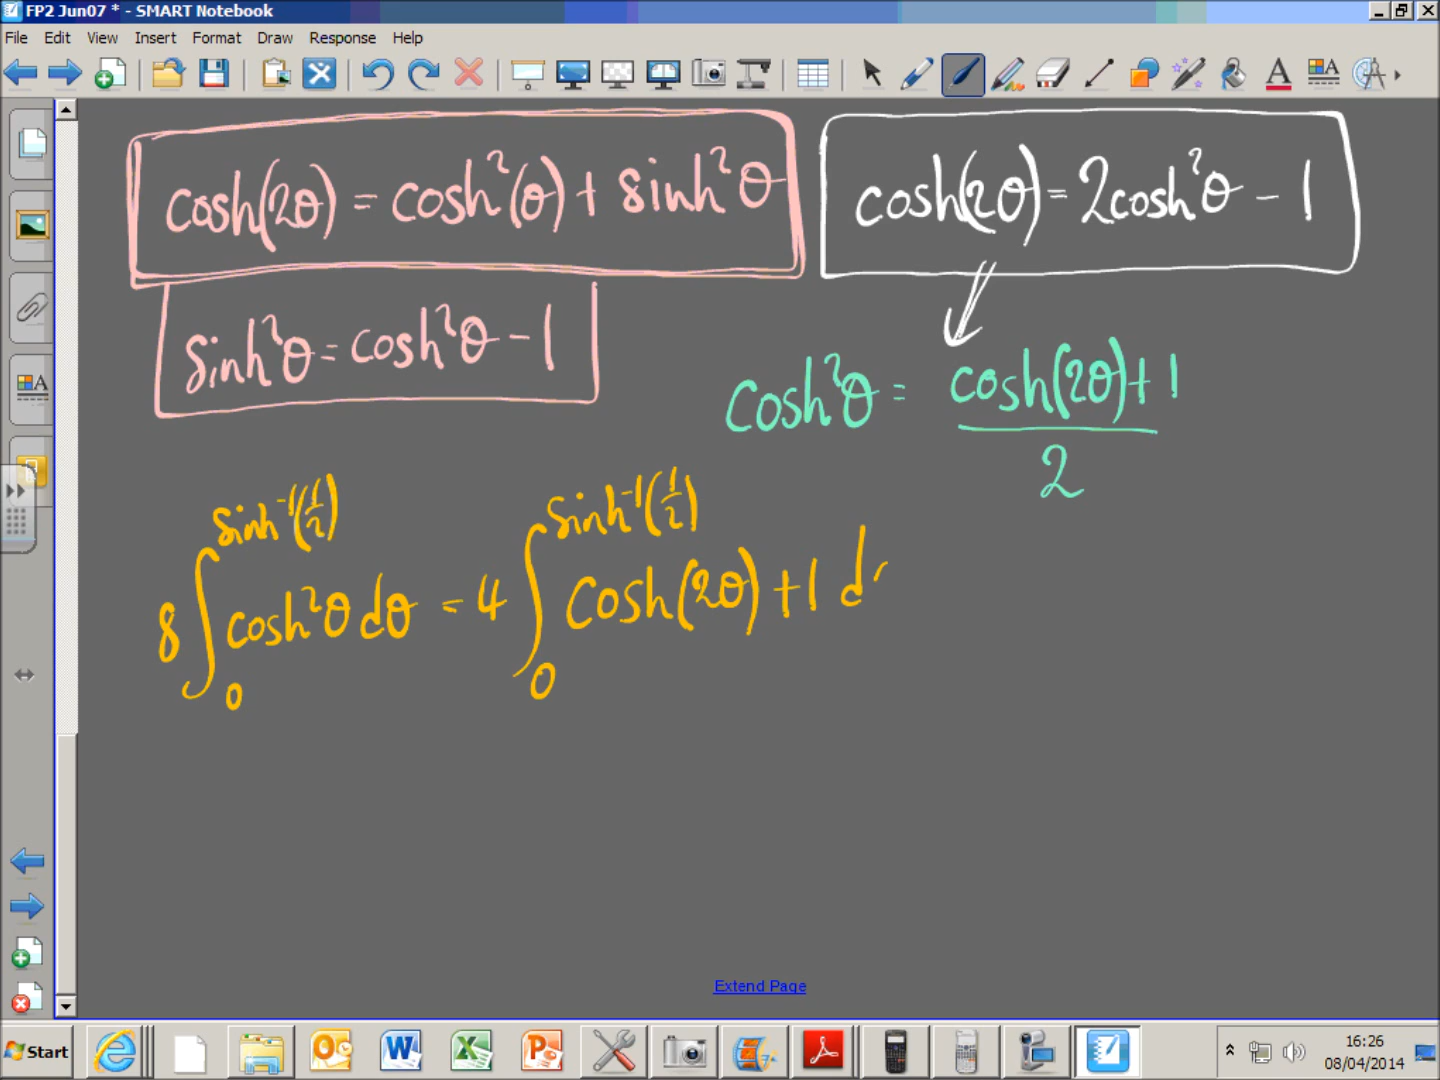 FP2 Jun07 * - SMART Notebook
File Edit View Insert Format Draw Response Help
cosh(2θ) = cosh²(θ) + sinh²θ
cosh(2θ) = 2cosh²θ - 1
sinh²θ = cosh²θ - 1
cosh²θ = (cosh(2θ) + 1)/2
8∫₀^(sinh⁻¹(1/2)) cosh²θ dθ = 4∫₀^(sinh⁻¹(1/2)) cosh(2θ) + 1 d
Extend Page
Start
16:26
08/04/2014